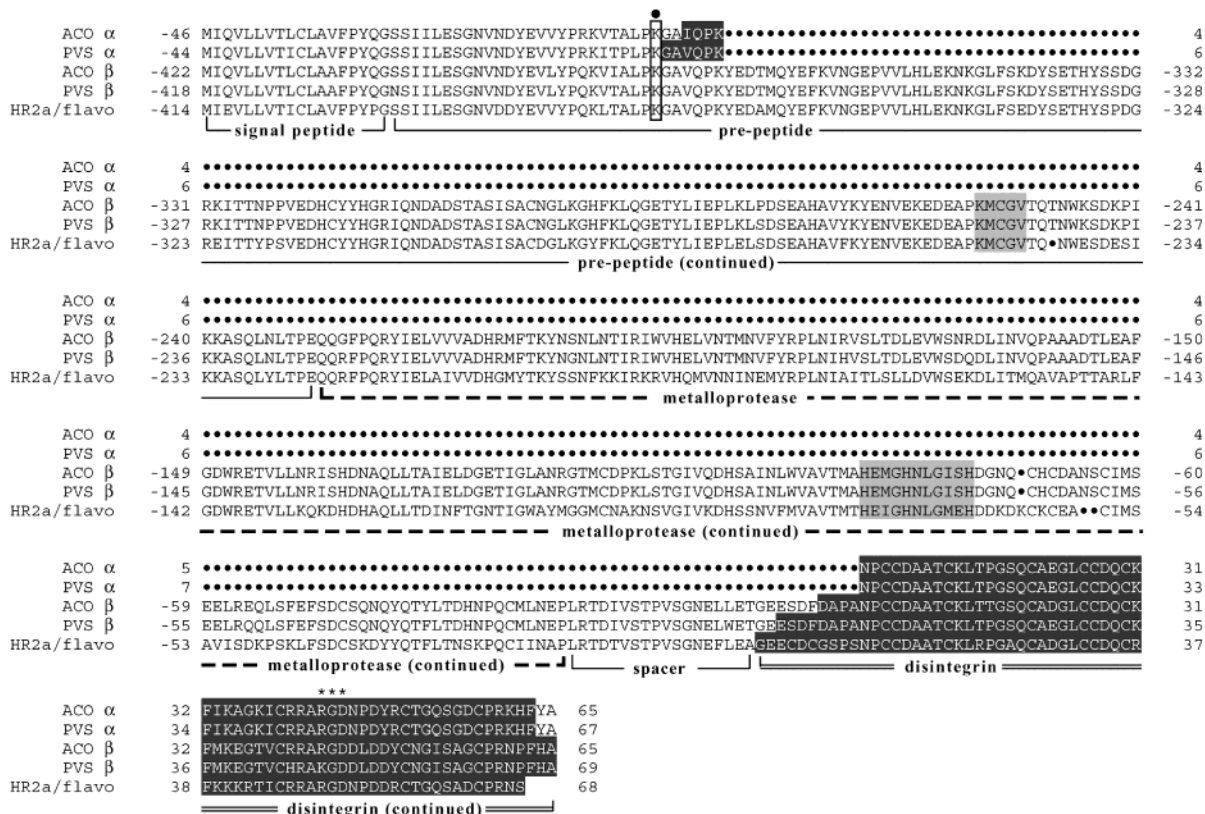 ●
ACO α -46 MIQVLLVTLCLAVFPYQGSSIILESGNVNDYEVVYPRKVTALPKGAIQPK••••••••••••••••••••••••••••••••••••••••• 4
PVS α -44 MIQVLLVTICLAVFPYQGSSIILESGNVNDYEVVYPRKITPLPKGAVQPK••••••••••••••••••••••••••••••••••••••••• 6
ACO β -422 MIQVLLVTLCLAAFPYQGSSIILESGNVNDYEVLYPQKVIALPKGAVQPKYEDTMQYEFKVNGEPVVLHLEKNKGLFSKDYSETHYSSDG -332
PVS β -418 MIQVLLVTICLAAFPYQGNSIILESGNVNDYEVLYPQKVTALPKGAVQPKYEDTMQYEFKVNGEPVVLHLEKNKGLFSKDYSETHYSSDG -328
HR2a/flavo -414 MIEVLLVTICLAVFPYPGSSIILESGNVDDYEVVYPQKLTALPKGAVQPKYEDAMQYEFKVNGEPVVLHLEKNKGLFSEDYSETHYSPDG -324
signal peptide pre-peptide
ACO α 4 •••••••••••••••••••••••••••••••••••••••••••••••••••••••••••••••••••••••••••••••••••••••••• 4
PVS α 6 •••••••••••••••••••••••••••••••••••••••••••••••••••••••••••••••••••••••••••••••••••••••••• 6
ACO β -331 RKITTNPPVEDHCYYHGRIQNDADSTASISACNGLKGHFKLQGETYLIEPLKLPDSEAHAVYKYENVEKEDEAPKMCGVTQTNWKSDKPI -241
PVS β -327 RKITTNPPVEDHCYYHGRIQNDADSTASISACNGLKGHFKLQGETYLIEPLKLSDSEAHAVYKYENVEKEDEAPKMCGVTQTNWKSDKPI -237
HR2a/flavo -323 REITTYPSVEDHCYYHGRIQNDADSTASISACDGLKGYFKLQGETYLIEPLELSDSEAHAVFKYENVEKEDEAPKMCGVTQ•NWESDESI -234
pre-peptide (continued)
ACO α 4 •••••••••••••••••••••••••••••••••••••••••••••••••••••••••••••••••••••••••••••••••••••••••• 4
PVS α 6 •••••••••••••••••••••••••••••••••••••••••••••••••••••••••••••••••••••••••••••••••••••••••• 6
ACO β -240 KKASQLNLTPEQQGFPQRYIELVVVADHRMFTKYNSNLNTIRIWVHELVNTMNVFYRPLNIRVSLTDLEVWSNRDLINVQPAAADTLEAF -150
PVS β -236 KKASQLNLTPEQQRFPQRYIELVVVADHRMFTKYNGNLNTIRIWVHELVNTMNVFYRPLNIHVSLTDLEVWSDQDLINVQPAAADTLEAF -146
HR2a/flavo -233 KKASQLYLTPEQQRFPQRYIELAIVVDHGMYTKYSSNFKKIRKRVHQMVNNINEMYRPLNIAITLSLLDVWSEKDLITMQAVAPTTARLF -143
metalloprotease
ACO α 4 •••••••••••••••••••••••••••••••••••••••••••••••••••••••••••••••••••••••••••••••••••••••••• 4
PVS α 6 •••••••••••••••••••••••••••••••••••••••••••••••••••••••••••••••••••••••••••••••••••••••••• 6
ACO β -149 GDWRETVLLNRISHDNAQLLTAIELDGETIGLANRGTMCDPKLSTGIVQDHSAINLWVAVTMAHEMGHNLGISHDGNQ•CHCDANSCIMS -60
PVS β -145 GDWRETVLLNRISHDNAQLLTAIELDGETIGLANRGTMCDPKLSTGIVQDHSAINLWVAVTMAHEMGHNLGISHDGNQ•CHCDANSCIMS -56
HR2a/flavo -142 GDWRETVLLKQKDHDHAQLLTDINFTGNTIGWAYMGGMCNAKNSVGIVKDHSSNVFMVAVTMTHEIGHNLGMEHDDKDKCKCEA••CIMS -54
metalloprotease (continued)
ACO α 5 •••••••••••••••••••••••••••••••••••••••••••••••••••••••••••••••NPCCDAATCKLTPGSQCAEGLCCDQCK 31
PVS α 7 •••••••••••••••••••••••••••••••••••••••••••••••••••••••••••••••NPCCDAATCKLTPGSQCAEGLCCDQCK 33
ACO β -59 EELREQLSFEFSDCSQNQYQTYLTDHNPQCMLNEPLRTDIVSTPVSGNELLETGEESDFDAPANPCCDAATCKLTTGSQCADGLCCDQCK 31
PVS β -55 EELRQQLSFEFSDCSQNQYQTFLTDHNPQCMLNEPLRTDIVSTPVSGNELWETGEESDFDAPANPCCDAATCKLTPGSQCAEGLCCDQCK 35
HR2a/flavo -53 AVISDKPSKLFSDCSKDYYQTFLTNSKPQCIINAPLRTDTVSTPVSGNEFLEAGEECDCGSPSNPCCDAATCKLRPGAQCADGLCCDQCR 37
metalloprotease (continued) spacer disintegrin
***
ACO α 32 FIKAGKICRRARGDNPDYRCTGQSGDCPRKHFYA 65
PVS α 34 FIKAGKICRRARGDNPDYRCTGQSGDCPRKHFYA 67
ACO β 32 FMKEGTVCRRARGDDLDDYCNGISAGCPRNPFHA 65
PVS β 36 FMKEGTVCHRAKGDDLDDYCNGISAGCPRNPFHA 69
HR2a/flavo 38 FKKKRTICRRARGDNPDDRCTGQSADCPRNS 68
disintegrin (continued)